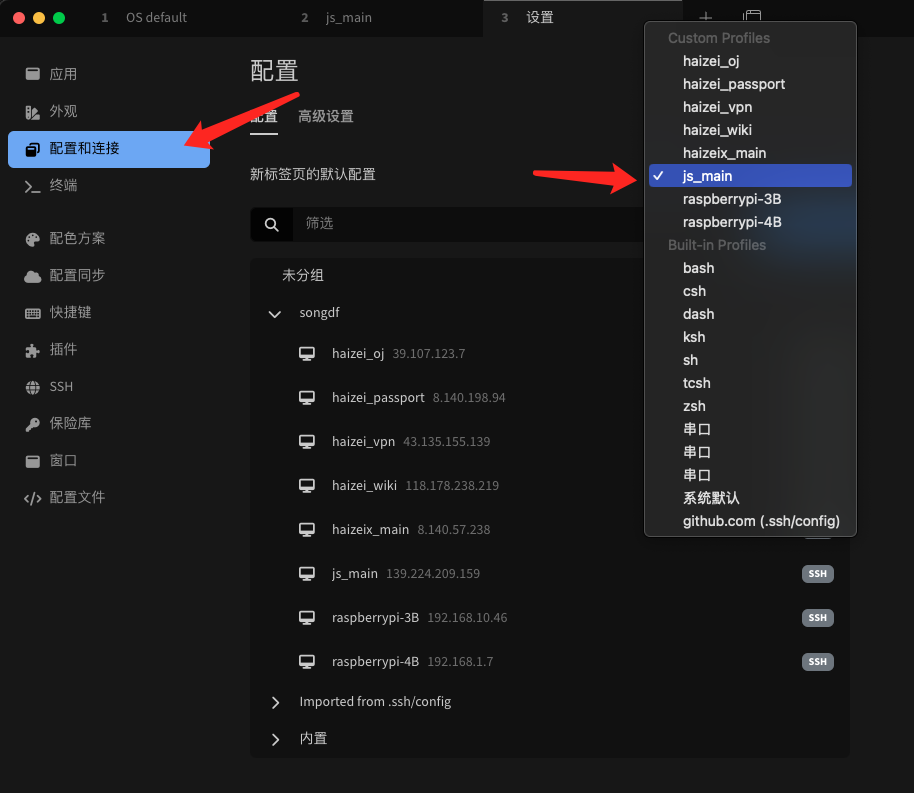 1 OS default
2 js_main
3 设置
应用
外观
配置和连接
终端
配色方案
配置同步
快捷键
插件
SSH
保险库
窗口
配置文件
配置
配置
高级设置
新标签页的默认配置
筛选
未分组
songdf
haizei_oj 39.107.123.7
haizei_passport 8.140.198.94
haizei_vpn 43.135.155.139
haizei_wiki 118.178.238.219
haizeix_main 8.140.57.238
js_main 139.224.209.159 SSH
raspberrypi-3B 192.168.10.46 SSH
raspberrypi-4B 192.168.1.7 SSH
Imported from .ssh/config
内置
Custom Profiles
haizei_oj
haizei_passport
haizei_vpn
haizei_wiki
haizeix_main
js_main
raspberrypi-3B
raspberrypi-4B
Built-in Profiles
bash
csh
dash
ksh
sh
tcsh
zsh
串口
串口
串口
系统默认
github.com (.ssh/config)